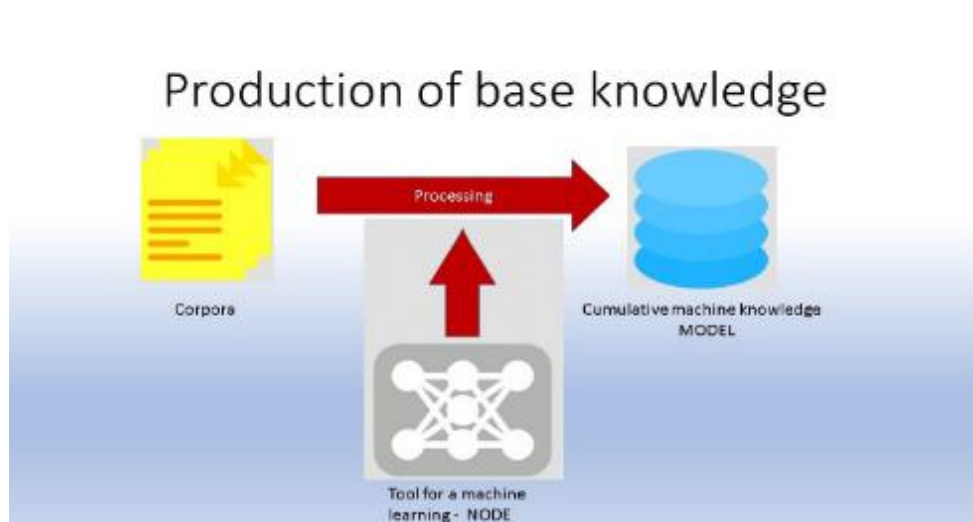 Production of base knowledge
Processing
Corpora
Cumulative machine knowledge
MODEL
Tool for a machine
learning - NODE